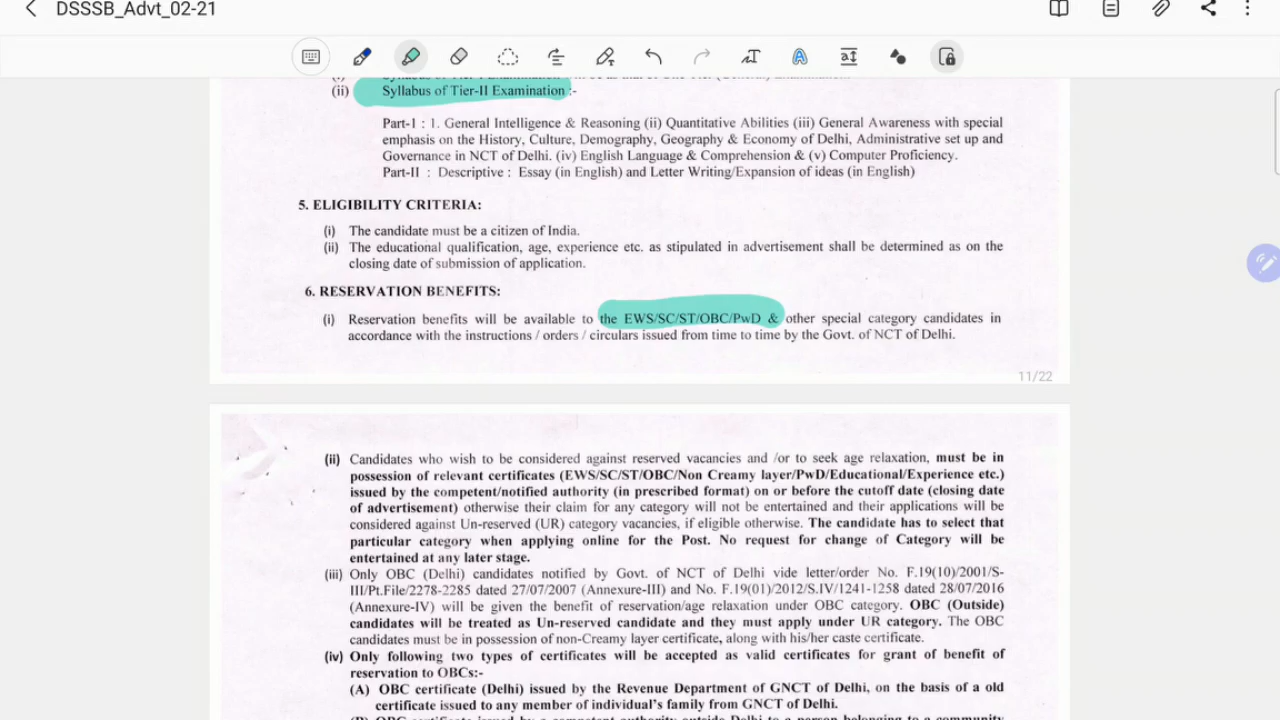 DSSSB_Advt_02-21
(ii) Syllabus of Tier-II Examination :-
Part-I : 1. General Intelligence & Reasoning (ii) Quantitative Abilities (iii) General Awareness with special
emphasis on the History, Culture, Demography, Geography & Economy of Delhi, Administrative set up and
Governance in NCT of Delhi. (iv) English Language & Comprehension & (v) Computer Proficiency.
Part-II : Descriptive : Essay (in English) and Letter Writing/Expansion of ideas (in English)
5. ELIGIBILITY CRITERIA:
(i) The candidate must be a citizen of India.
(ii) The educational qualification, age, experience etc. as stipulated in advertisement shall be determined as on the
closing date of submission of application.
6. RESERVATION BENEFITS:
(i) Reservation benefits will be available to the EWS/SC/ST/OBC/PwD & other special category candidates in
accordance with the instructions / orders / circulars issued from time to time by the Govt. of NCT of Delhi.
11/22
(ii) Candidates who wish to be considered against reserved vacancies and /or to seek age relaxation, must be in
possession of relevant certificates (EWS/SC/ST/OBC/Non Creamy layer/PwD/Educational/Experience etc.)
issued by the competent/notified authority (in prescribed format) on or before the cutoff date (closing date
of advertisement) otherwise their claim for any category will not be entertained and their applications will be
considered against Un-reserved (UR) category vacancies, if eligible otherwise. The candidate has to select that
particular category when applying online for the Post. No request for change of Category will be
entertained at any later stage.
(iii) Only OBC (Delhi) candidates notified by Govt. of NCT of Delhi vide letter/order No. F.19(10)/2001/S-
III/Pt.File/2278-2285 dated 27/07/2007 (Annexure-III) and No. F.19(01)/2012/S.IV/1241-1258 dated 28/07/2016
(Annexure-IV) will be given the benefit of reservation/age relaxation under OBC category. OBC (Outside)
candidates will be treated as Un-reserved candidate and they must apply under UR category. The OBC
candidates must be in possession of non-Creamy layer certificate, along with his/her caste certificate.
(iv) Only following two types of certificates will be accepted as valid certificates for grant of benefit of
reservation to OBCs:-
(A) OBC certificate (Delhi) issued by the Revenue Department of GNCT of Delhi, on the basis of a old
certificate issued to any member of individual's family from GNCT of Delhi.